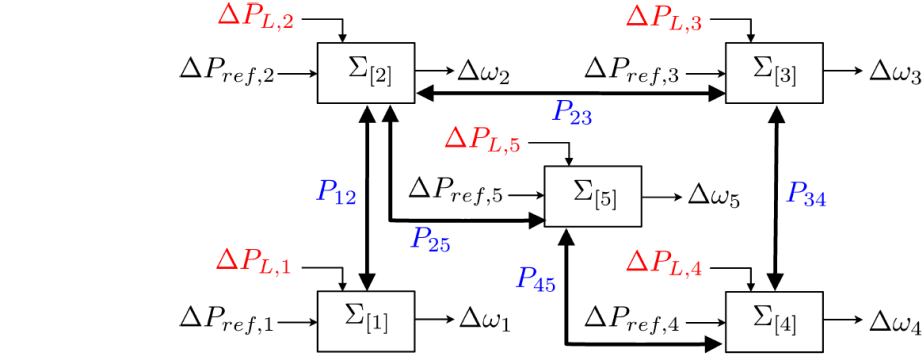 ΔP_{L,2} ΔP_{L,3}
ΔP_{ref,2} Σ_{[2]} Δω_2 ΔP_{ref,3} Σ_{[3]} Δω_3
P_{23}
ΔP_{L,5}
P_{12} ΔP_{ref,5} Σ_{[5]} Δω_5 P_{34}
P_{25}
ΔP_{L,1} P_{45} ΔP_{L,4}
ΔP_{ref,1} Σ_{[1]} Δω_1 ΔP_{ref,4} Σ_{[4]} Δω_4